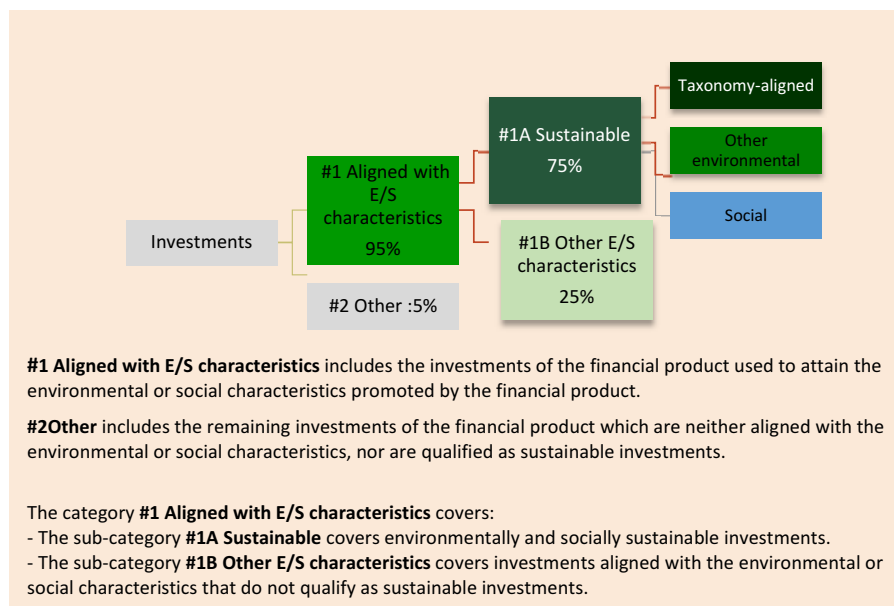 Taxonomy-aligned
#1A Sustainable
75%
Other
environmental
#1 Aligned with
E/S
characteristics
95%
Social
Investments
#1B Other E/S
characteristics
25%
#2 Other :5%
#1 Aligned with E/S characteristics includes the investments of the financial product used to attain the
environmental or social characteristics promoted by the financial product.
#2Other includes the remaining investments of the financial product which are neither aligned with the
environmental or social characteristics, nor are qualified as sustainable investments.
The category #1 Aligned with E/S characteristics covers:
- The sub-category #1A Sustainable covers environmentally and socially sustainable investments.
- The sub-category #1B Other E/S characteristics covers investments aligned with the environmental or
social characteristics that do not qualify as sustainable investments.